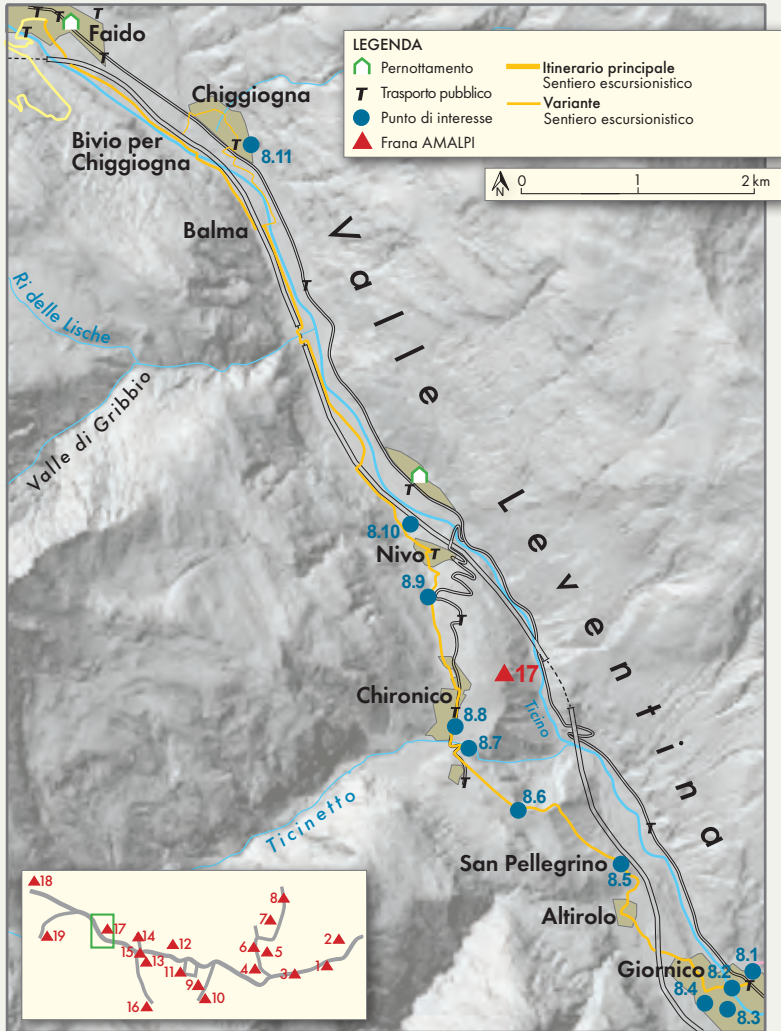 Faido
LEGENDA
Pernottamento
Trasporto pubblico
Punto di interesse
Frana AMALPI
Itinerario principale
Sentiero escursionistico
Variante
Sentiero escursionistico
N 0 1 2 km
Chiggiogna
8.11
Bivio per
Chiggiogna
Balma
Valle Leventina
Ri delle Lische
Valle di Gribbio
8.10
Nivo
8.9
17
Chironico
Ticino
8.8
8.7
Ticinetto
8.6
San Pellegrino
8.5
Altirolo
Giornico
8.1
8.2
8.4
8.3
18
8
7
17
14
2
19
12
6
5
15
13
11
4
3
1
9
10
16
T
T
T
T
T
T
T
T
T
T
T
T
T
T